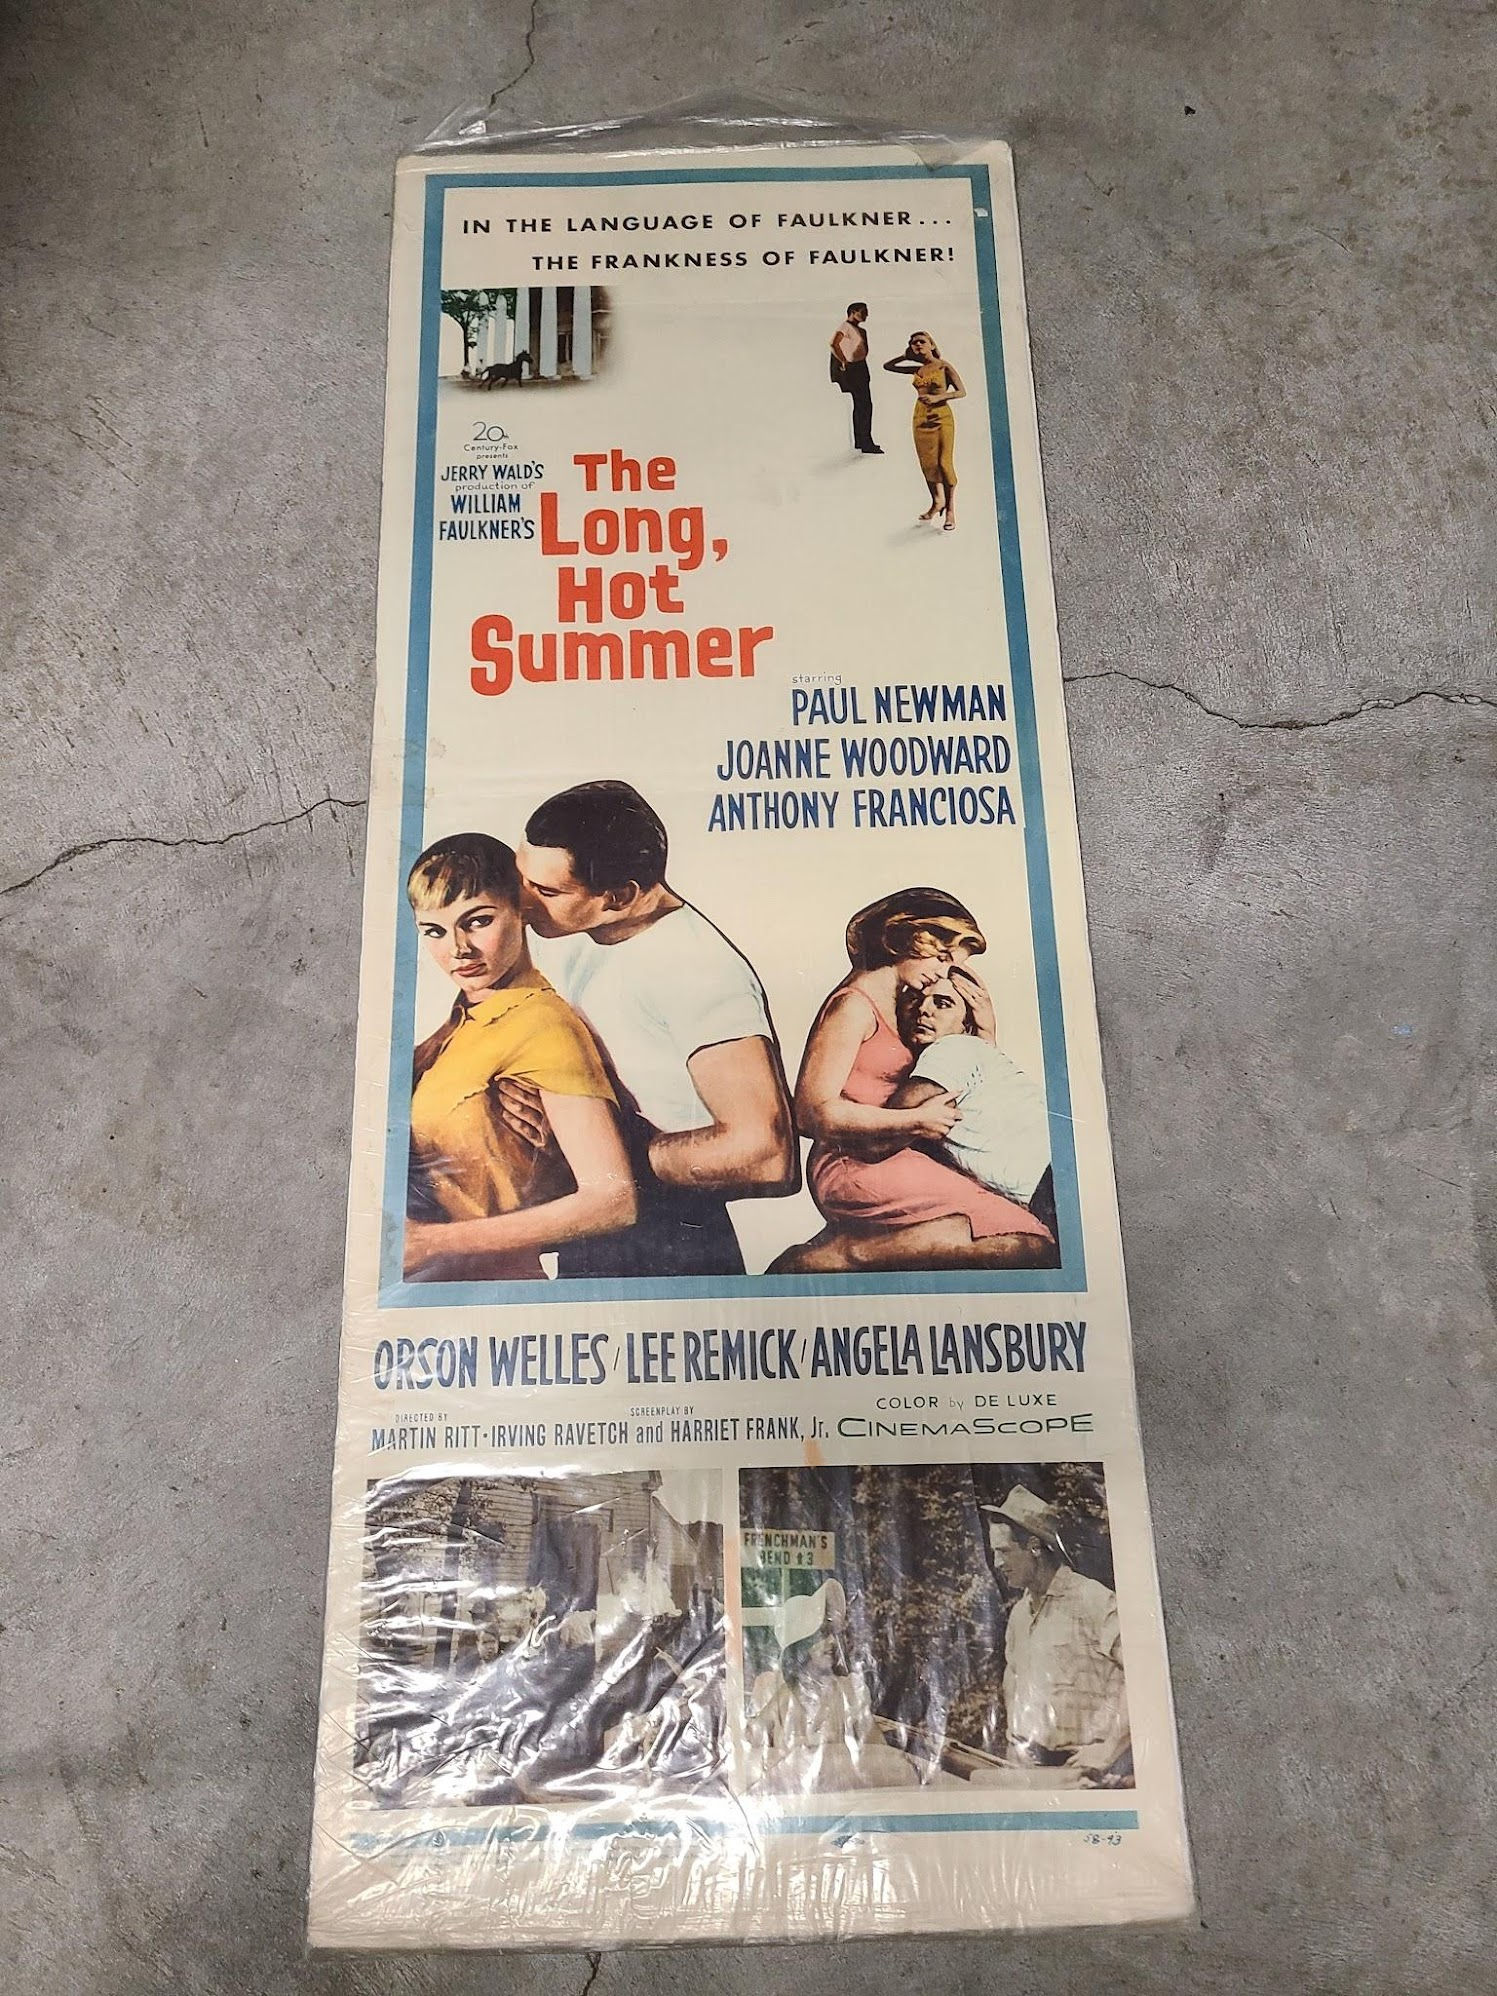 IN THE LANGUAGE OF FAULKNER...
THE FRANKNESS OF FAULKNER!
20th
Century-Fox
presents
JERRY WALD'S
production of
WILLIAM
FAULKNER'S
The
Long,
Hot
Summer
starring
PAUL NEWMAN
JOANNE WOODWARD
ANTHONY FRANCIOSA
ORSON WELLES / LEE REMICK / ANGELA LANSBURY
COLOR by DE LUXE
DIRECTED BY SCREENPLAY BY
MARTIN RITT • IRVING RAVETCH and HARRIET FRANK, Jr. CINEMASCOPE
FRENCHMAN'S
BEND #3
58-43